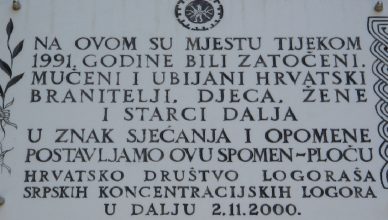 NA OVOM SU MJESTU TIJEKOM
1991. GODINE BILI ZATOČENI,
MUČENI I UBIJANI HRVATSKI
BRANITELJI, DJECA, ŽENE
I STARCI DALJA
U ZNAK SJEĆANJA I OPOMENE
POSTAVLJAMO OVU SPOMEN-PLOČU
HRVATSKO DRUŠTVO LOGORAŠA
SRPSKIH KONCENTRACIJSKIH LOGORA
U DALJU 2.11.2000.